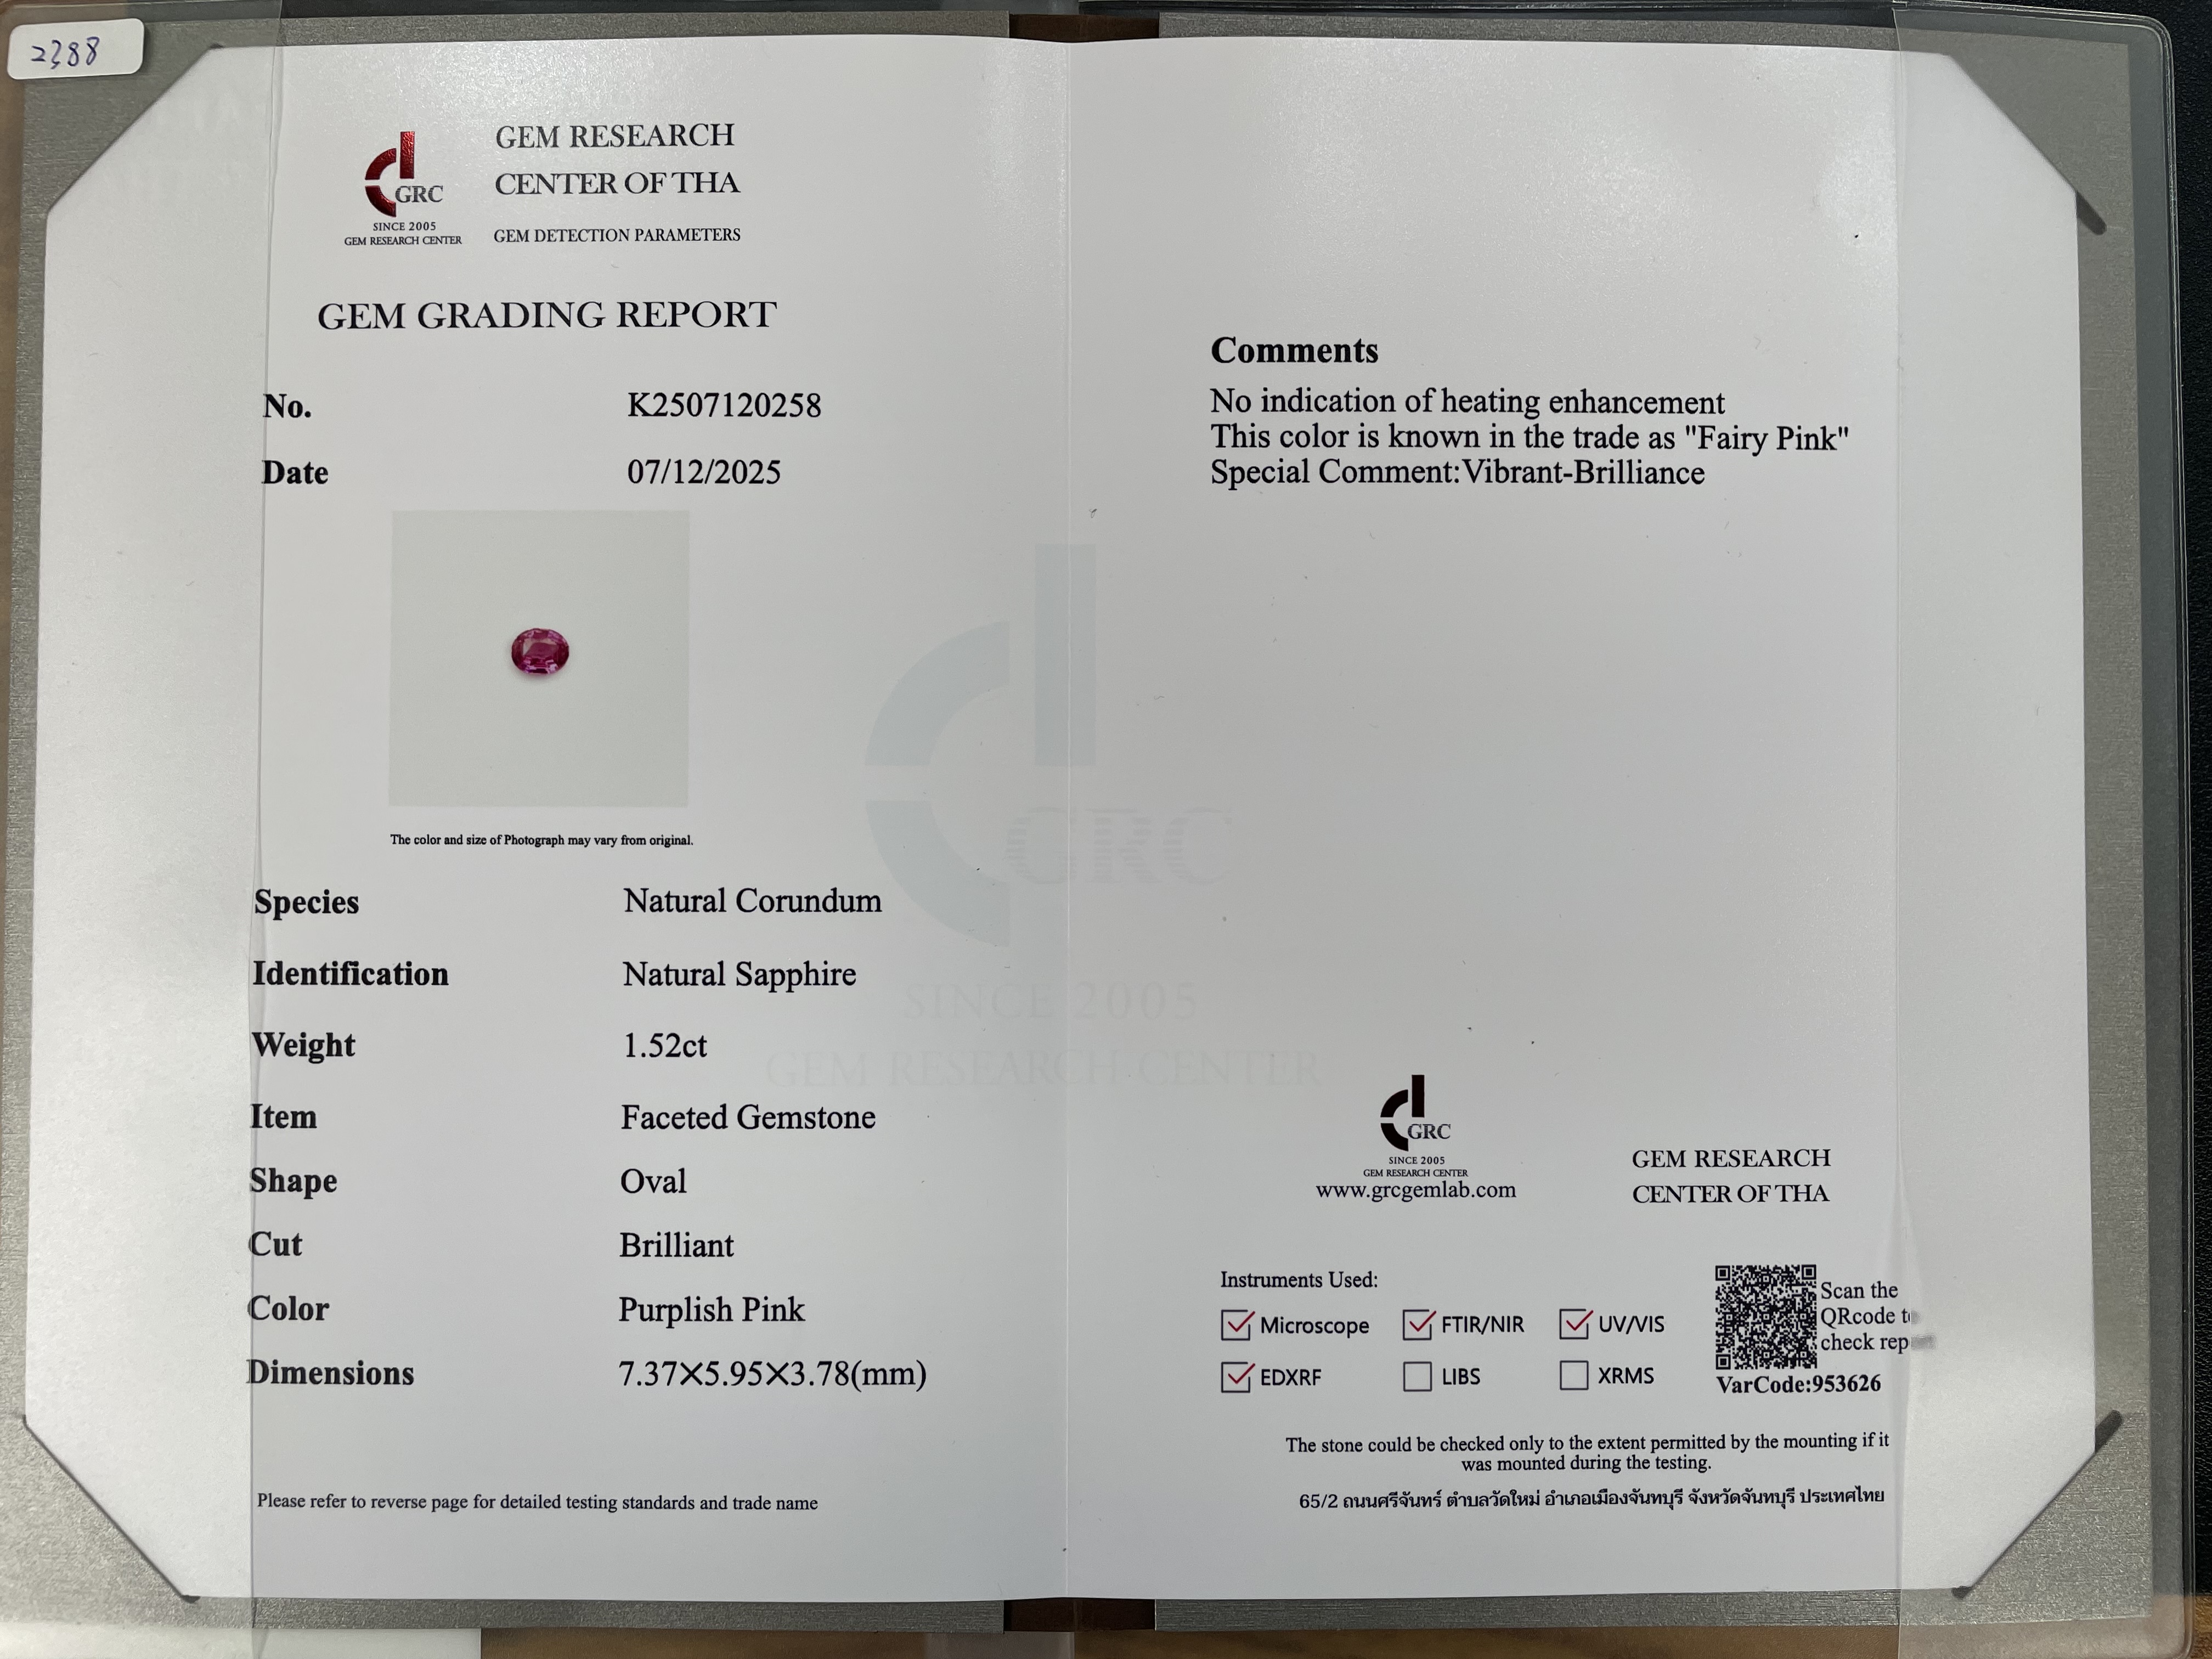 2388
GRC
SINCE 2005
GEM RESEARCH CENTER
GEM RESEARCH
CENTER OF THA
GEM DETECTION PARAMETERS
GEM GRADING REPORT
No. K2507120258
Date 07/12/2025
The color and size of Photograph may vary from original.
Species Natural Corundum
Identification Natural Sapphire
Weight 1.52ct
Item Faceted Gemstone
Shape Oval
Cut Brilliant
Color Purplish Pink
Dimensions 7.37×5.95×3.78(mm)
Please refer to reverse page for detailed testing standards and trade name
GRC
SINCE 2005
GEM RESEARCH CENTER
Comments
No indication of heating enhancement
This color is known in the trade as "Fairy Pink"
Special Comment:Vibrant-Brilliance
GRC
SINCE 2005
GEM RESEARCH CENTER
www.grcgemlab.com
GEM RESEARCH
CENTER OF THA
Instruments Used:
Microscope FTIR/NIR UV/VIS
EDXRF LIBS XRMS
Scan the
QRcode
check
VarCode:953626
The stone could be checked only to the extent permitted by the mounting if it
was mounted during the testing.
65/2 ถนนศรีจันทร์ ตำบลวัดใหม่ อำเภอเมืองจันทบุรี จังหวัดจันทบุรี ประเทศไทย